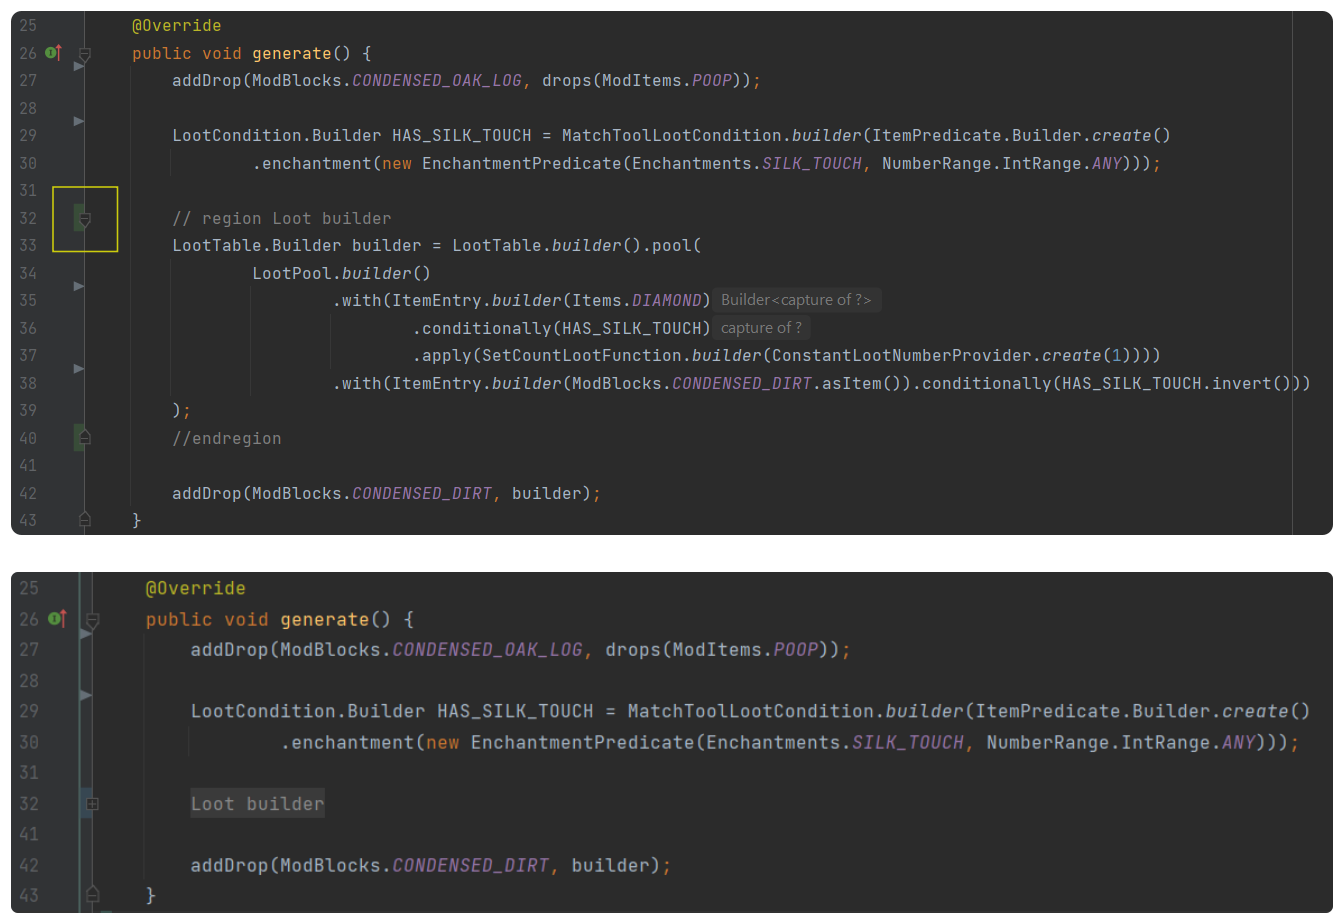 25 @Override
26 public void generate() {
27 addDrop(ModBlocks.CONDENSED_OAK_LOG, drops(ModItems.POOP));
28
29 LootCondition.Builder HAS_SILK_TOUCH = MatchToolLootCondition.builder(ItemPredicate.Builder.create()
30 .enchantment(new EnchantmentPredicate(Enchantments.SILK_TOUCH, NumberRange.IntRange.ANY)));
31
32 // region Loot builder
33 LootTable.Builder builder = LootTable.builder().pool(
34 LootPool.builder()
35 .with(ItemEntry.builder(Items.DIAMOND) Builder<capture of ?>
36 .conditionally(HAS_SILK_TOUCH) capture of ?
37 .apply(SetCountLootFunction.builder(ConstantLootNumberProvider.create(1))))
38 .with(ItemEntry.builder(ModBlocks.CONDENSED_DIRT.asItem()).conditionally(HAS_SILK_TOUCH.invert()))
39 );
40 //endregion
41
42 addDrop(ModBlocks.CONDENSED_DIRT, builder);
43 }
25 @Override
26 public void generate() {
27 addDrop(ModBlocks.CONDENSED_OAK_LOG, drops(ModItems.POOP));
28
29 LootCondition.Builder HAS_SILK_TOUCH = MatchToolLootCondition.builder(ItemPredicate.Builder.create()
30 .enchantment(new EnchantmentPredicate(Enchantments.SILK_TOUCH, NumberRange.IntRange.ANY)));
31
32 Loot builder
41
42 addDrop(ModBlocks.CONDENSED_DIRT, builder);
43 }